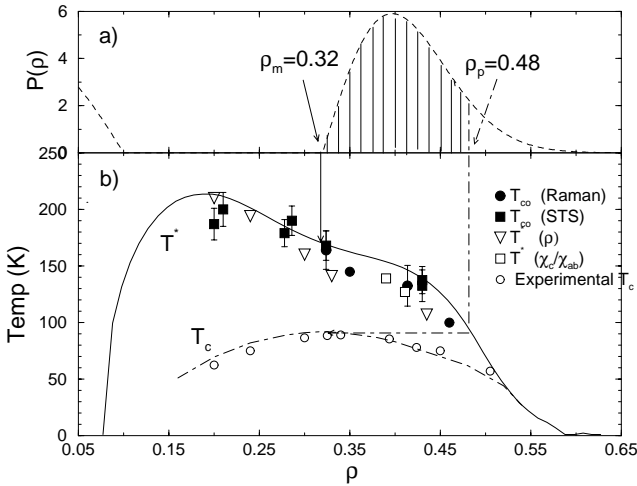 6
a)
ρm=0.32
ρp=0.48
4
P(ρ)
2
0
250
b)
200
T*
150
Temp (K)
100
Tc
50
0
Tco (Raman)
Tco (STS)
T* (ρ)
T* (χc/χab)
Experimental Tc
0.05 0.15 0.25 0.35 0.45 0.55 0.65
ρ